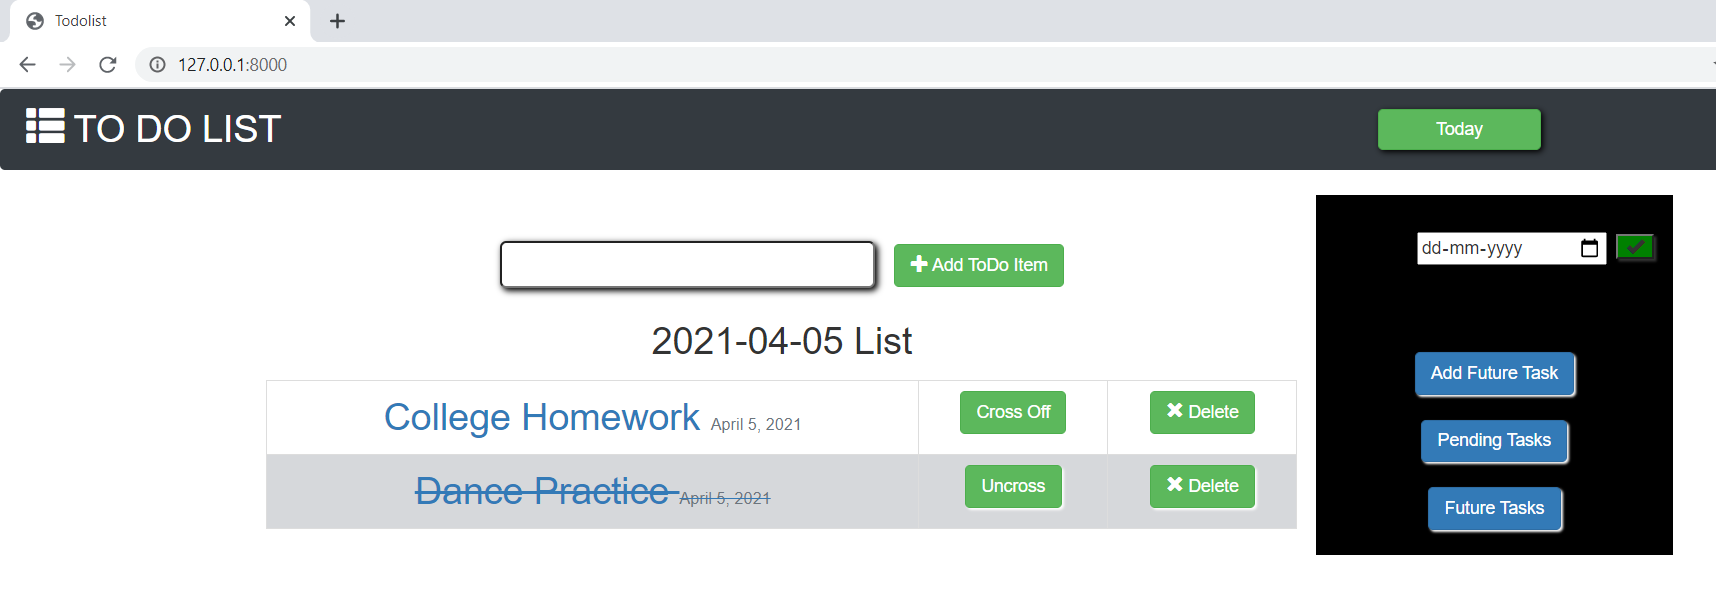 Todolist
127.0.0.1:8000
TO DO LIST
Today
dd-mm-yyyy
Add ToDo Item
2021-04-05 List
College Homework April 5, 2021
Cross Off
Delete
Dance Practice April 5, 2021
Uncross
Delete
Add Future Task
Pending Tasks
Future Tasks